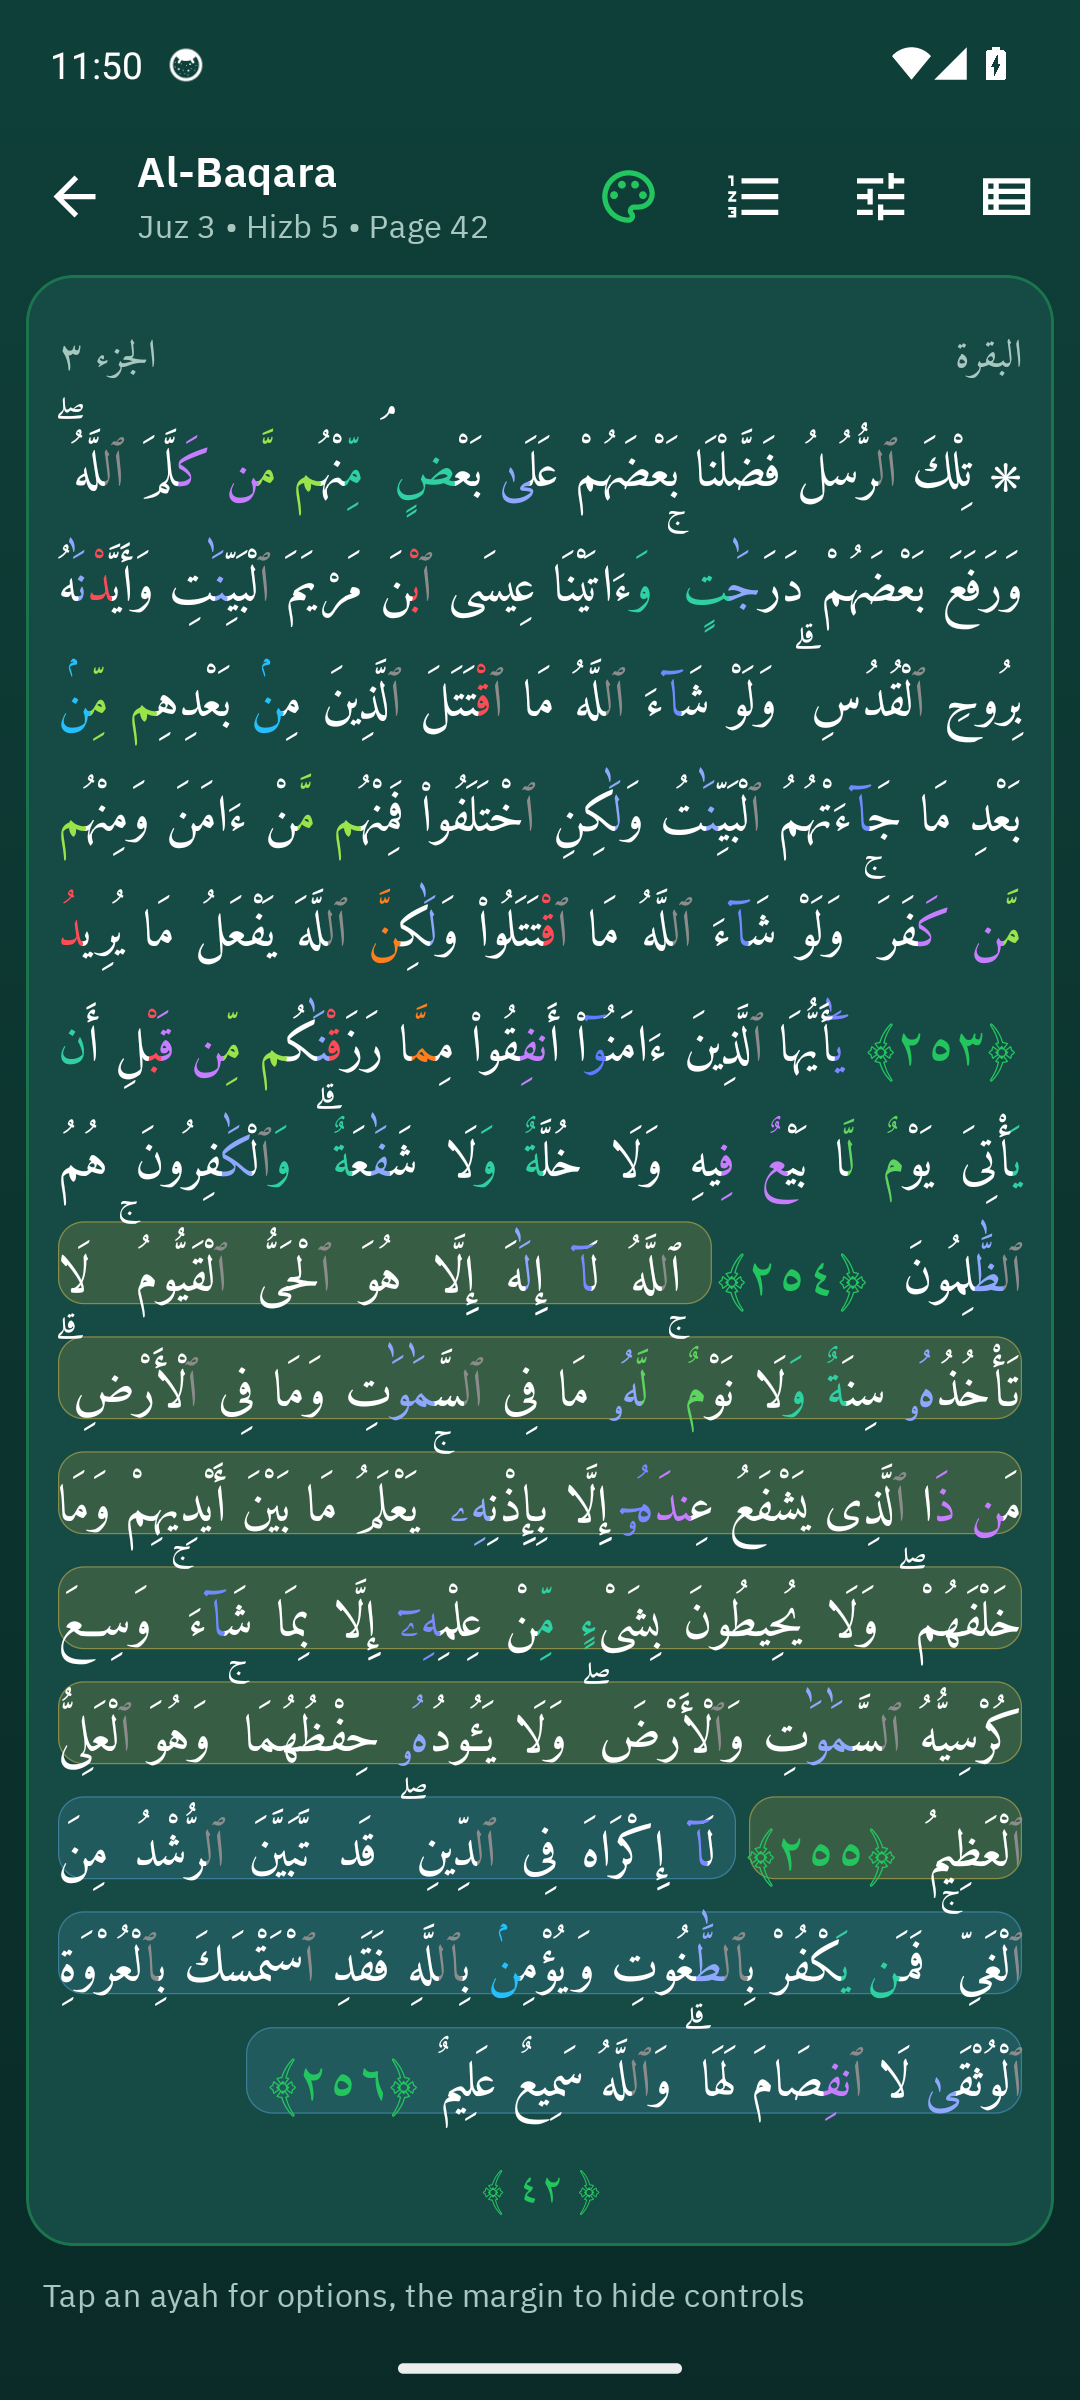 11:50
Al-Baqara
Juz 3 • Hizb 5 • Page 42
البقرة
الجزء ٣
* تِلْكَ ٱلرُّسُلُ فَضَّلْنَا بَعْضَهُمْ عَلَىٰ بَعْضٍ ۘ مِّنْهُم مَّن كَلَّمَ ٱللَّهُ ۖ
وَرَفَعَ بَعْضَهُمْ دَرَجَـٰتٍ ۚ وَءَاتَيْنَا عِيسَى ٱبْنَ مَرْيَمَ ٱلْبَيِّنَـٰتِ وَأَيَّدْنَـٰهُ
بِرُوحِ ٱلْقُدُسِ ۗ وَلَوْ شَآءَ ٱللَّهُ مَا ٱقْتَتَلَ ٱلَّذِينَ مِنۢ بَعْدِهِم مِّنۢ
بَعْدِ مَا جَآءَتْهُمُ ٱلْبَيِّنَـٰتُ وَلَـٰكِنِ ٱخْتَلَفُوا۟ فَمِنْهُم مَّنْ ءَامَنَ وَمِنْهُم
مَّن كَفَرَ ۚ وَلَوْ شَآءَ ٱللَّهُ مَا ٱقْتَتَلُوا۟ وَلَـٰكِنَّ ٱللَّهَ يَفْعَلُ مَا يُرِيدُ
﴿٢٥٣﴾ يَـٰٓأَيُّهَا ٱلَّذِينَ ءَامَنُوٓا۟ أَنفِقُوا۟ مِمَّا رَزَقْنَـٰكُم مِّن قَبْلِ أَن
يَأْتِىَ يَوْمٌ لَّا بَيْعٌ فِيهِ وَلَا خُلَّةٌ وَلَا شَفَـٰعَةٌ ۗ وَٱلْكَـٰفِرُونَ هُمُ
ٱلظَّـٰلِمُونَ ﴿٢٥٤﴾ ٱللَّهُ لَآ إِلَـٰهَ إِلَّا هُوَ ٱلْحَىُّ ٱلْقَيُّومُ ۚ لَا
تَأْخُذُهُۥ سِنَةٌ وَلَا نَوْمٌ ۚ لَّهُۥ مَا فِى ٱلسَّمَـٰوَٰتِ وَمَا فِى ٱلْأَرْضِ ۗ
مَن ذَا ٱلَّذِى يَشْفَعُ عِندَهُۥٓ إِلَّا بِإِذْنِهِۦ ۚ يَعْلَمُ مَا بَيْنَ أَيْدِيهِمْ وَمَا
خَلْفَهُمْ ۖ وَلَا يُحِيطُونَ بِشَىْءٍ مِّنْ عِلْمِهِۦٓ إِلَّا بِمَا شَآءَ ۚ وَسِعَ
كُرْسِيُّهُ ٱلسَّمَـٰوَٰتِ وَٱلْأَرْضَ ۖ وَلَا يَـُٔودُهُۥ حِفْظُهُمَا ۚ وَهُوَ ٱلْعَلِىُّ
ٱلْعَظِيمُ ﴿٢٥٥﴾ لَآ إِكْرَاهَ فِى ٱلدِّينِ ۖ قَد تَّبَيَّنَ ٱلرُّشْدُ مِنَ
ٱلْغَىِّ ۚ فَمَن يَكْفُرْ بِٱلطَّـٰغُوتِ وَيُؤْمِنۢ بِٱللَّهِ فَقَدِ ٱسْتَمْسَكَ بِٱلْعُرْوَةِ
ٱلْوُثْقَىٰ لَا ٱنفِصَامَ لَهَا ۗ وَٱللَّهُ سَمِيعٌ عَلِيمٌ ﴿٢٥٦﴾
﴿٤٢﴾
Tap an ayah for options, the margin to hide controls